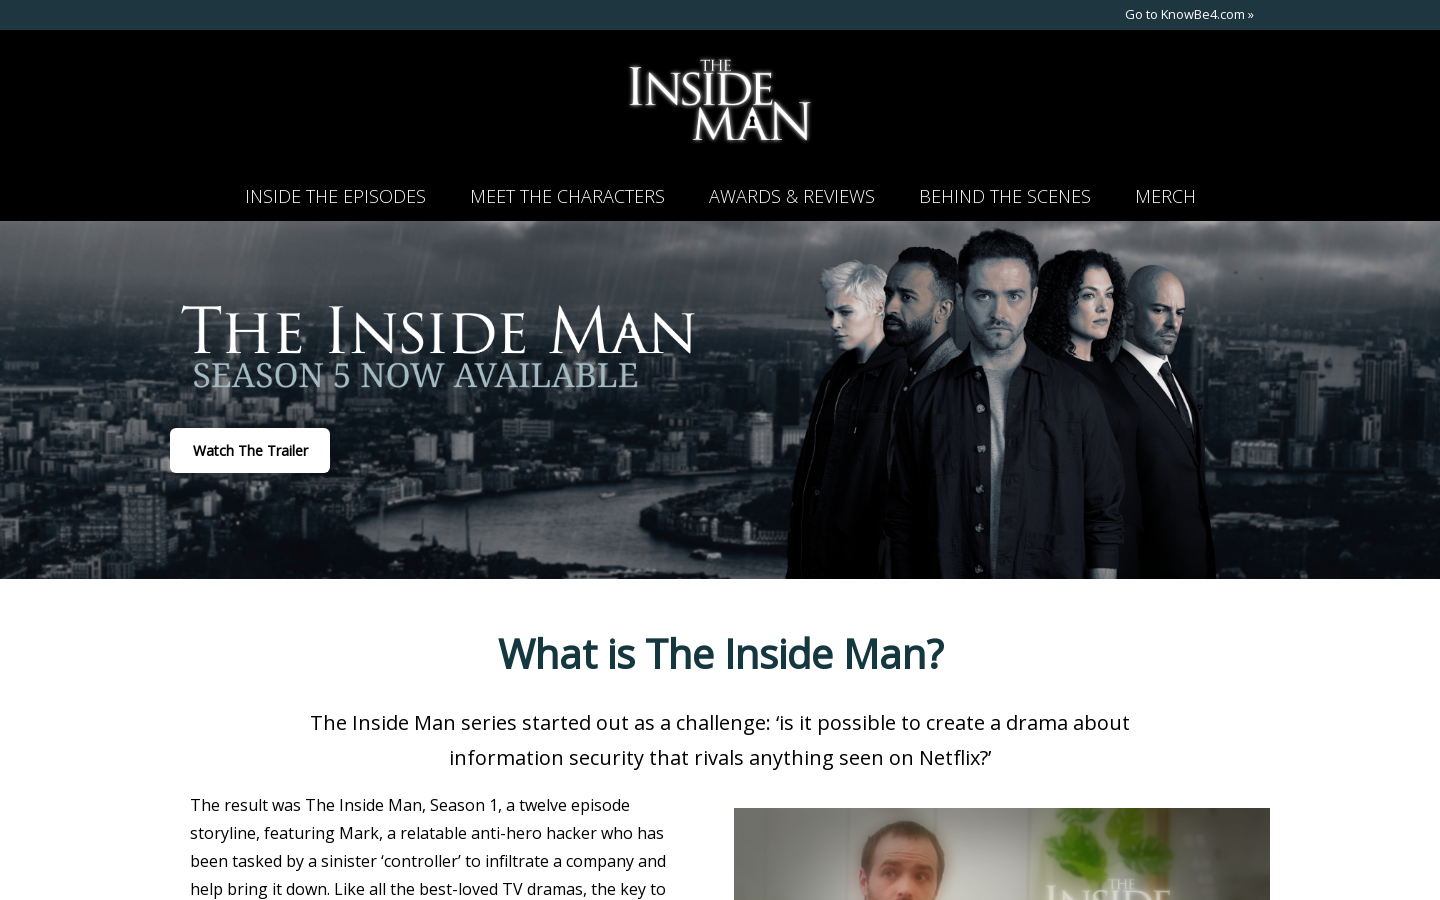 Go to KnowBe4.com »
THE
INSIDE
MAN
INSIDE THE EPISODES
MEET THE CHARACTERS
AWARDS & REVIEWS
BEHIND THE SCENES
MERCH
THE INSIDE MAN
SEASON 5 NOW AVAILABLE
Watch The Trailer
What is The Inside Man?
The Inside Man series started out as a challenge: ‘is it possible to create a drama about
information security that rivals anything seen on Netflix?’
The result was The Inside Man, Season 1, a twelve episode
storyline, featuring Mark, a relatable anti-hero hacker who has
been tasked by a sinister ‘controller’ to infiltrate a company and
help bring it down. Like all the best-loved TV dramas, the key to
THE
INSIDE